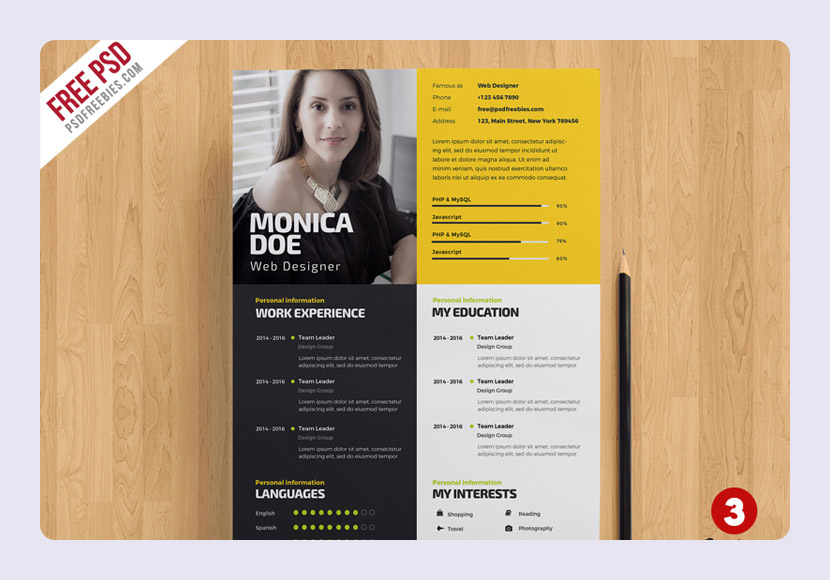 FREE PSD
PSDFREEBIES.COM
MONICA
DOE
Web Designer
Famous as Web Designer
Phone +123 456 7890
E-mail free@psdfreebies.com
Address 123, Main Street, New York 789456
Lorem ipsum dolor sit amet, consectetur adipisc-
ing elit, sed do eiusmod tempor incididunt ut
labore et dolore magna aliqua. Ut enim ad
minim veniam, quis exercitation ullamco
laboris nisi ut aliquip ex ea commodo consequat.
PHP & MySQL 90%
Javascript 90%
PHP & MySQL 75%
Javascript 60%
Personal information
WORK EXPERIENCE
2014 - 2016 Team Leader
Design Group
Lorem ipsum dolor sit amet, consectetur
adipiscing elit, sed do eiusmod tempor
2014 - 2016 Team Leader
Design Group
Lorem ipsum dolor sit amet, consectetur
adipiscing elit, sed do eiusmod tempor
2014 - 2016 Team Leader
Design Group
Lorem ipsum dolor sit amet, consectetur
adipiscing elit, sed do eiusmod tempor
Personal information
LANGUAGES
English
Spanish
Personal information
MY EDUCATION
2014 - 2016 Team Leader
Design Group
Lorem ipsum dolor sit amet, consectetur
adipiscing elit, sed do eiusmod tempor
2014 - 2016 Team Leader
Design Group
Lorem ipsum dolor sit amet, consectetur
adipiscing elit, sed do eiusmod tempor
2014 - 2016 Team Leader
Design Group
Lorem ipsum dolor sit amet, consectetur
adipiscing elit, sed do eiusmod tempor
Personal information
MY INTERESTS
Shopping Reading
Travel Photography
3